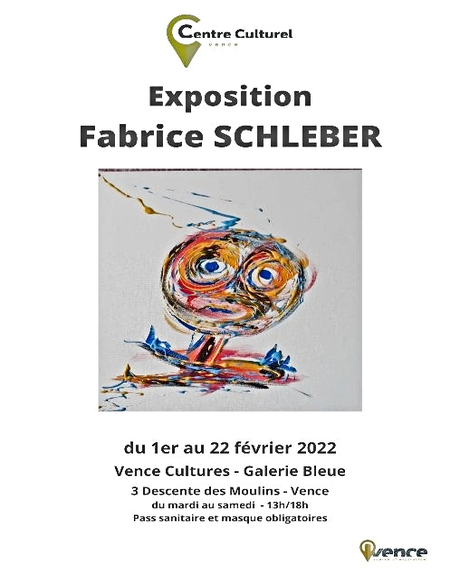 Centre Culturel
vence
Exposition
Fabrice SCHLEBER
du 1er au 22 février 2022
Vence Cultures - Galerie Bleue
3 Descente des Moulins - Vence
du mardi au samedi - 13h/18h
Pass sanitaire et masque obligatoires
vence